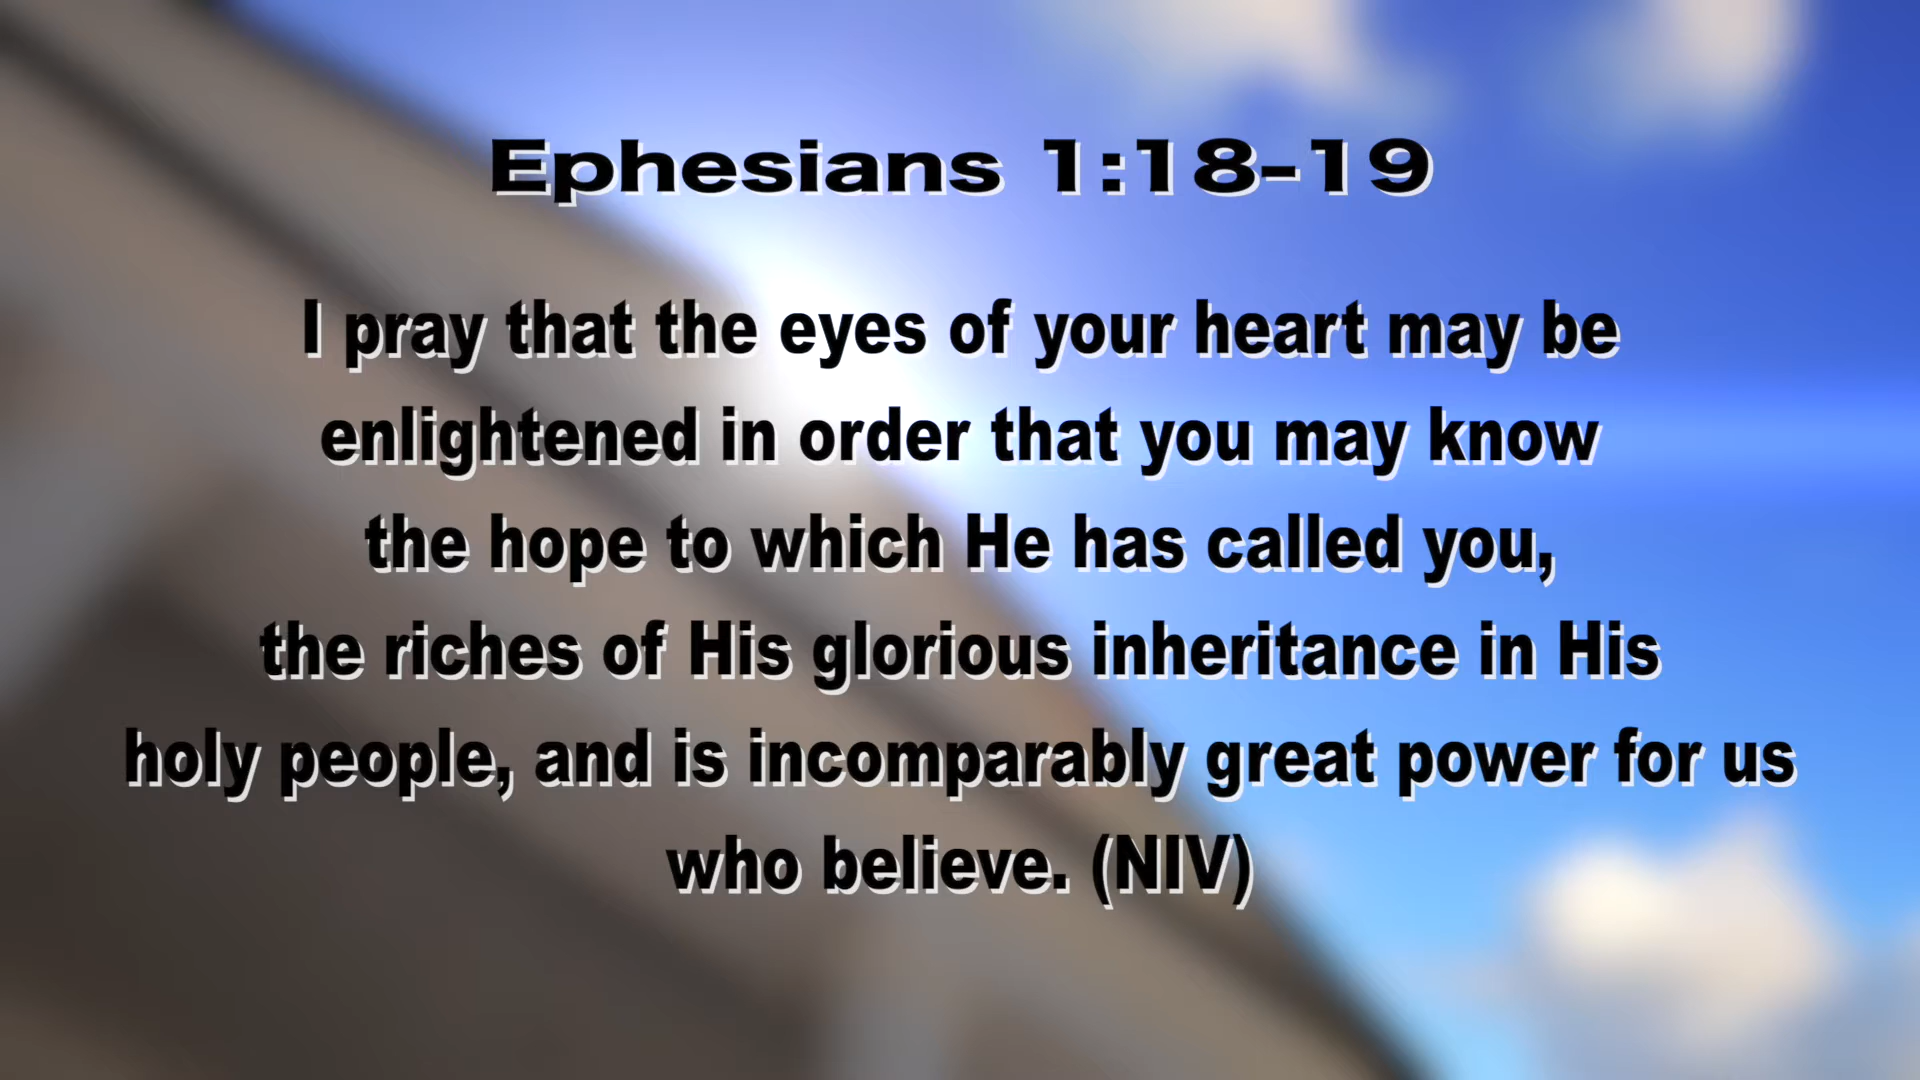 Ephesians 1:18-19
I pray that the eyes of your heart may be
enlightened in order that you may know
the hope to which He has called you,
the riches of His glorious inheritance in His
holy people, and is incomparably great power for us
who believe. (NIV)